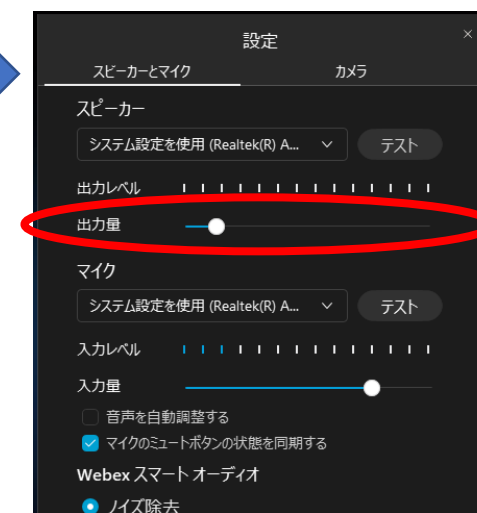 設定
スピーカーとマイク カメラ
スピーカー
システム設定を使用 (Realtek(R) A... テスト
出力レベル
出力量
マイク
システム設定を使用 (Realtek(R) A... テスト
入力レベル
入力量
音声を自動調整する
マイクのミュートボタンの状態を同期する
Webex スマート オーディオ
ノイズ除去